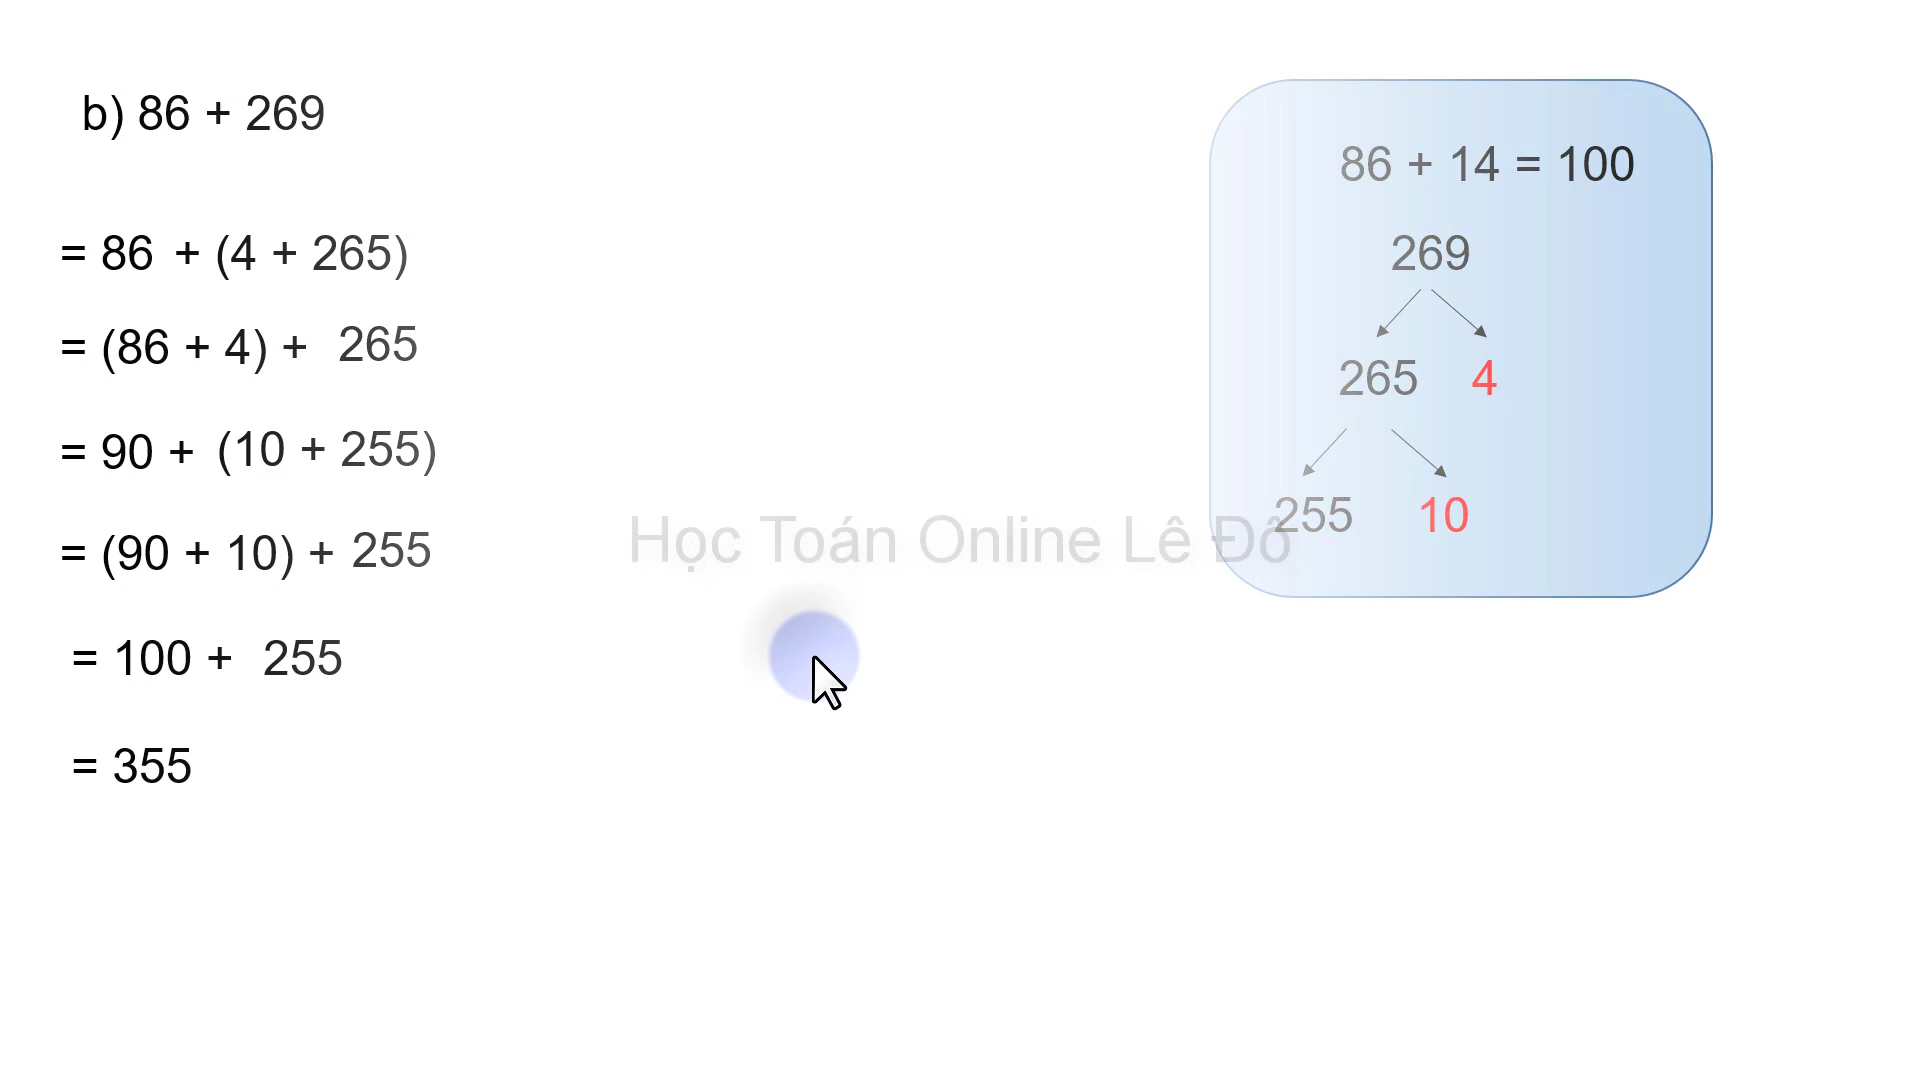 b) 86 + 269
= 86 + (4 + 265)
= (86 + 4) + 265
= 90 + (10 + 255)
= (90 + 10) + 255
= 100 + 255
= 355
86 + 14 = 100
269
265 4
255 10
Học Toán Online Lê Đô